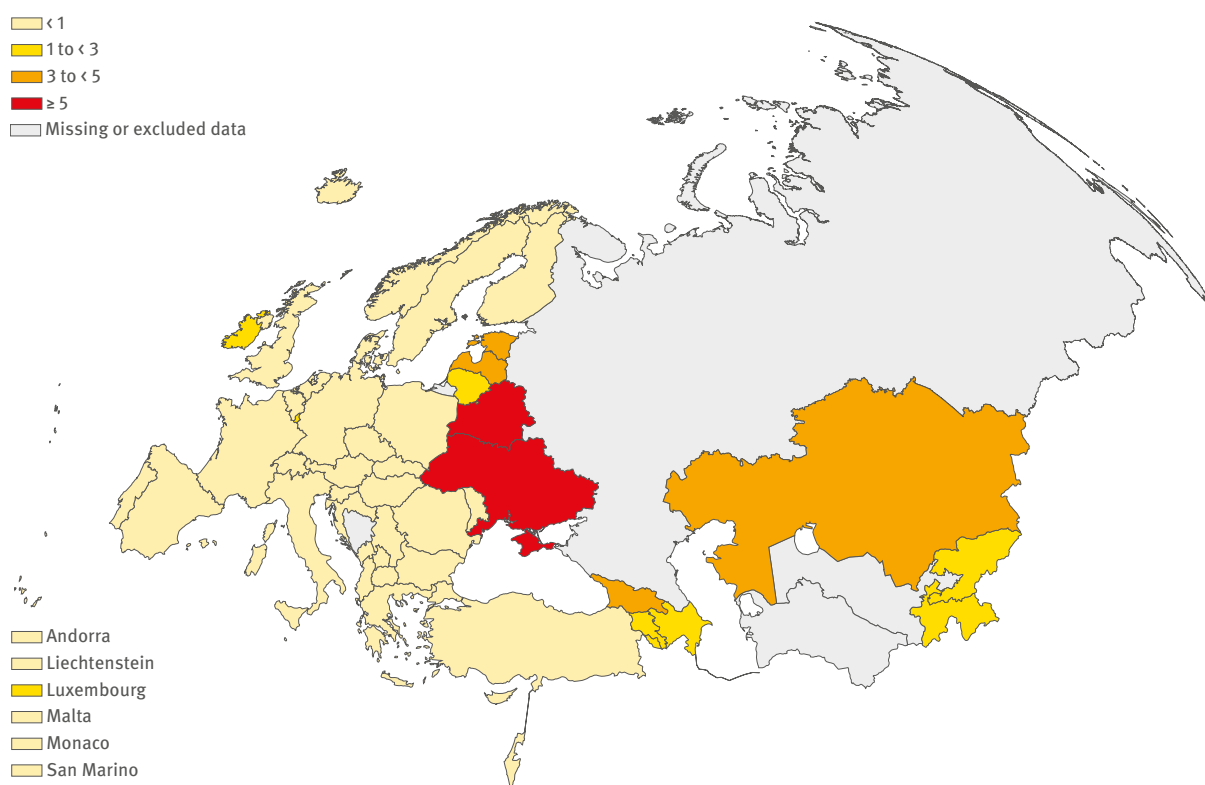 < 1
1 to < 3
3 to < 5
≥ 5
Missing or excluded data
Andorra
Liechtenstein
Luxembourg
Malta
Monaco
San Marino